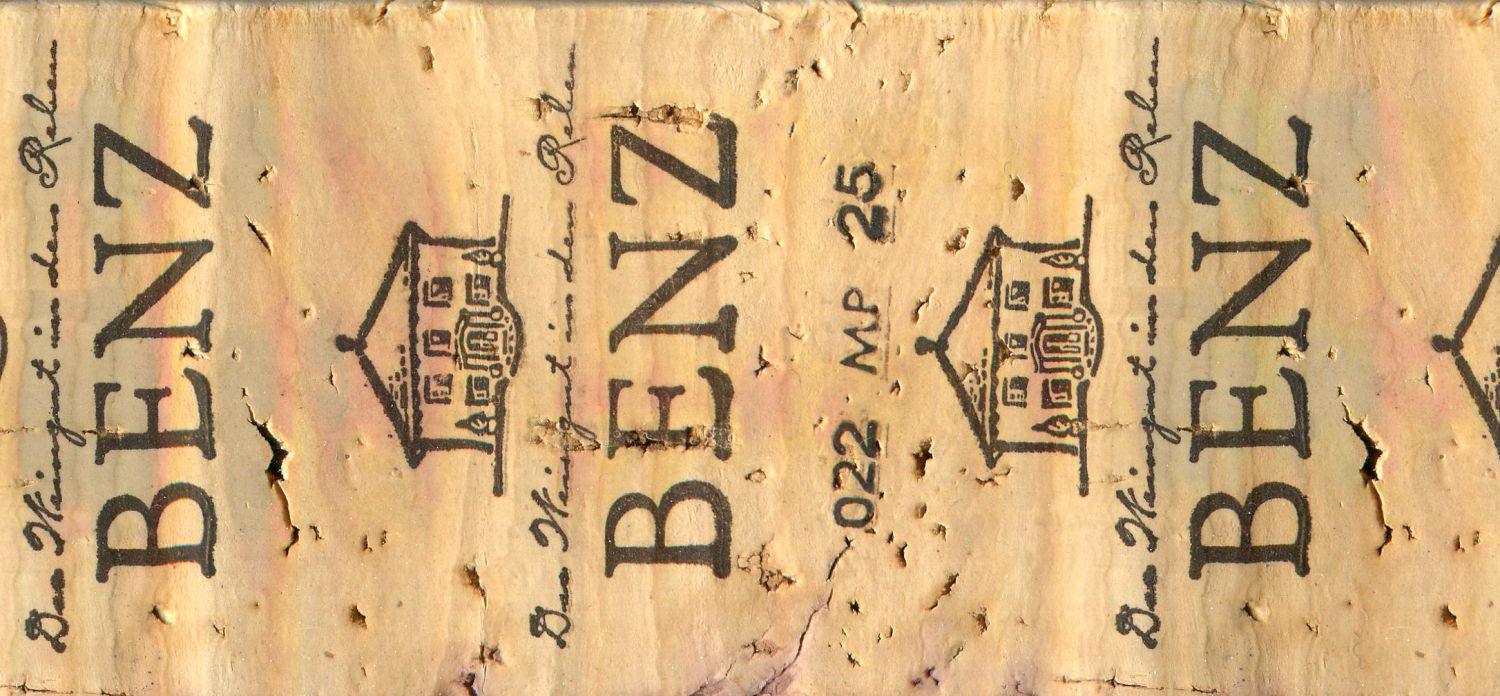 Das Weingut in den Reben
BENZ
Das Weingut in den Reben
BENZ
022 MP 25
Das Weingut in den Reben
BENZ